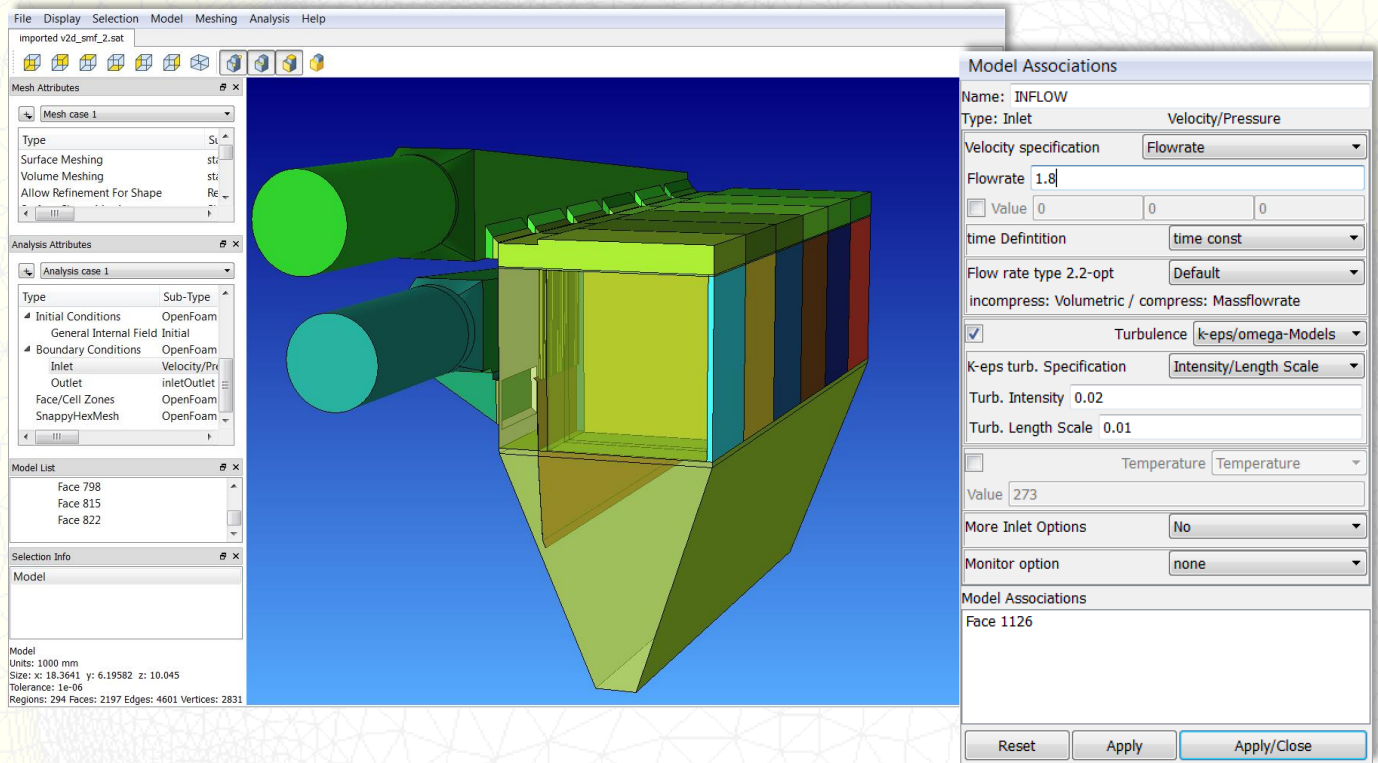 File Display Selection Model Meshing Analysis Help
imported v2d_smf_2.sat
Mesh Attributes
Mesh case 1
Type
Surface Meshing
Volume Meshing
Allow Refinement For Shape Re
Analysis Attributes
Analysis case 1
Type Sub-Type
Initial Conditions OpenFoam
General Internal Field Initial
Boundary Conditions OpenFoam
Inlet Velocity/Pre
Outlet inletOutlet
Face/Cell Zones OpenFoam
SnappyHexMesh OpenFoam
Model List
Face 798
Face 815
Face 822
Selection Info
Model
Model
Units: 1000 mm
Size: x: 18.3641 y: 6.19582 z: 10.045
Tolerance: 1e-06
Regions: 294 Faces: 2197 Edges: 4601 Vertices: 2831
Model Associations
Name: INFLOW
Type: Inlet Velocity/Pressure
Velocity specification Flowrate
Flowrate 1.8
Value 0 0 0
time Defintition time const
Flow rate type 2.2-opt Default
incompress: Volumetric / compress: Massflowrate
Turbulence k-eps/omega-Models
K-eps turb. Specification Intensity/Length Scale
Turb. Intensity 0.02
Turb. Length Scale 0.01
Temperature Temperature
Value 273
More Inlet Options No
Monitor option none
Model Associations
Face 1126
Reset Apply Apply/Close